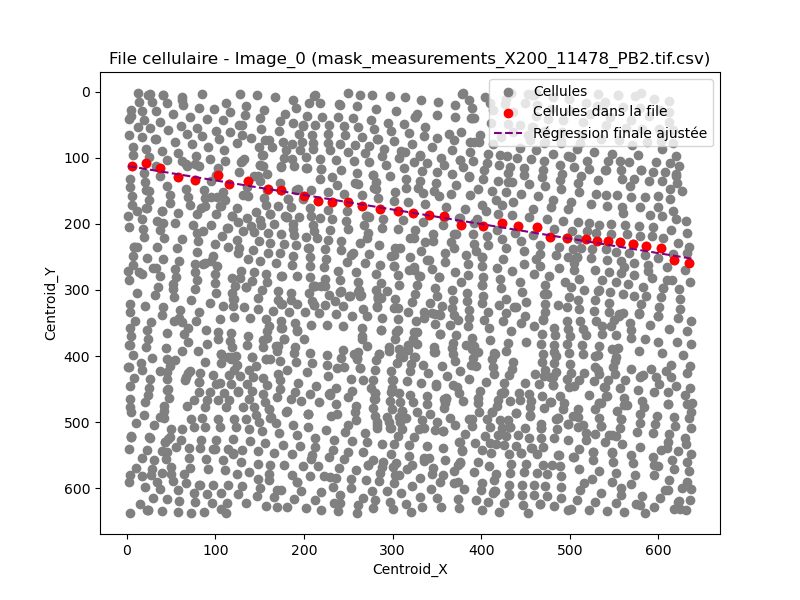 File cellulaire - Image_0 (mask_measurements_X200_11478_PB2.tif.csv)
Cellules
Cellules dans la file
Régression finale ajustée
0
100
200
300
400
500
600
Centroid_Y
0 100 200 300 400 500 600
Centroid_X